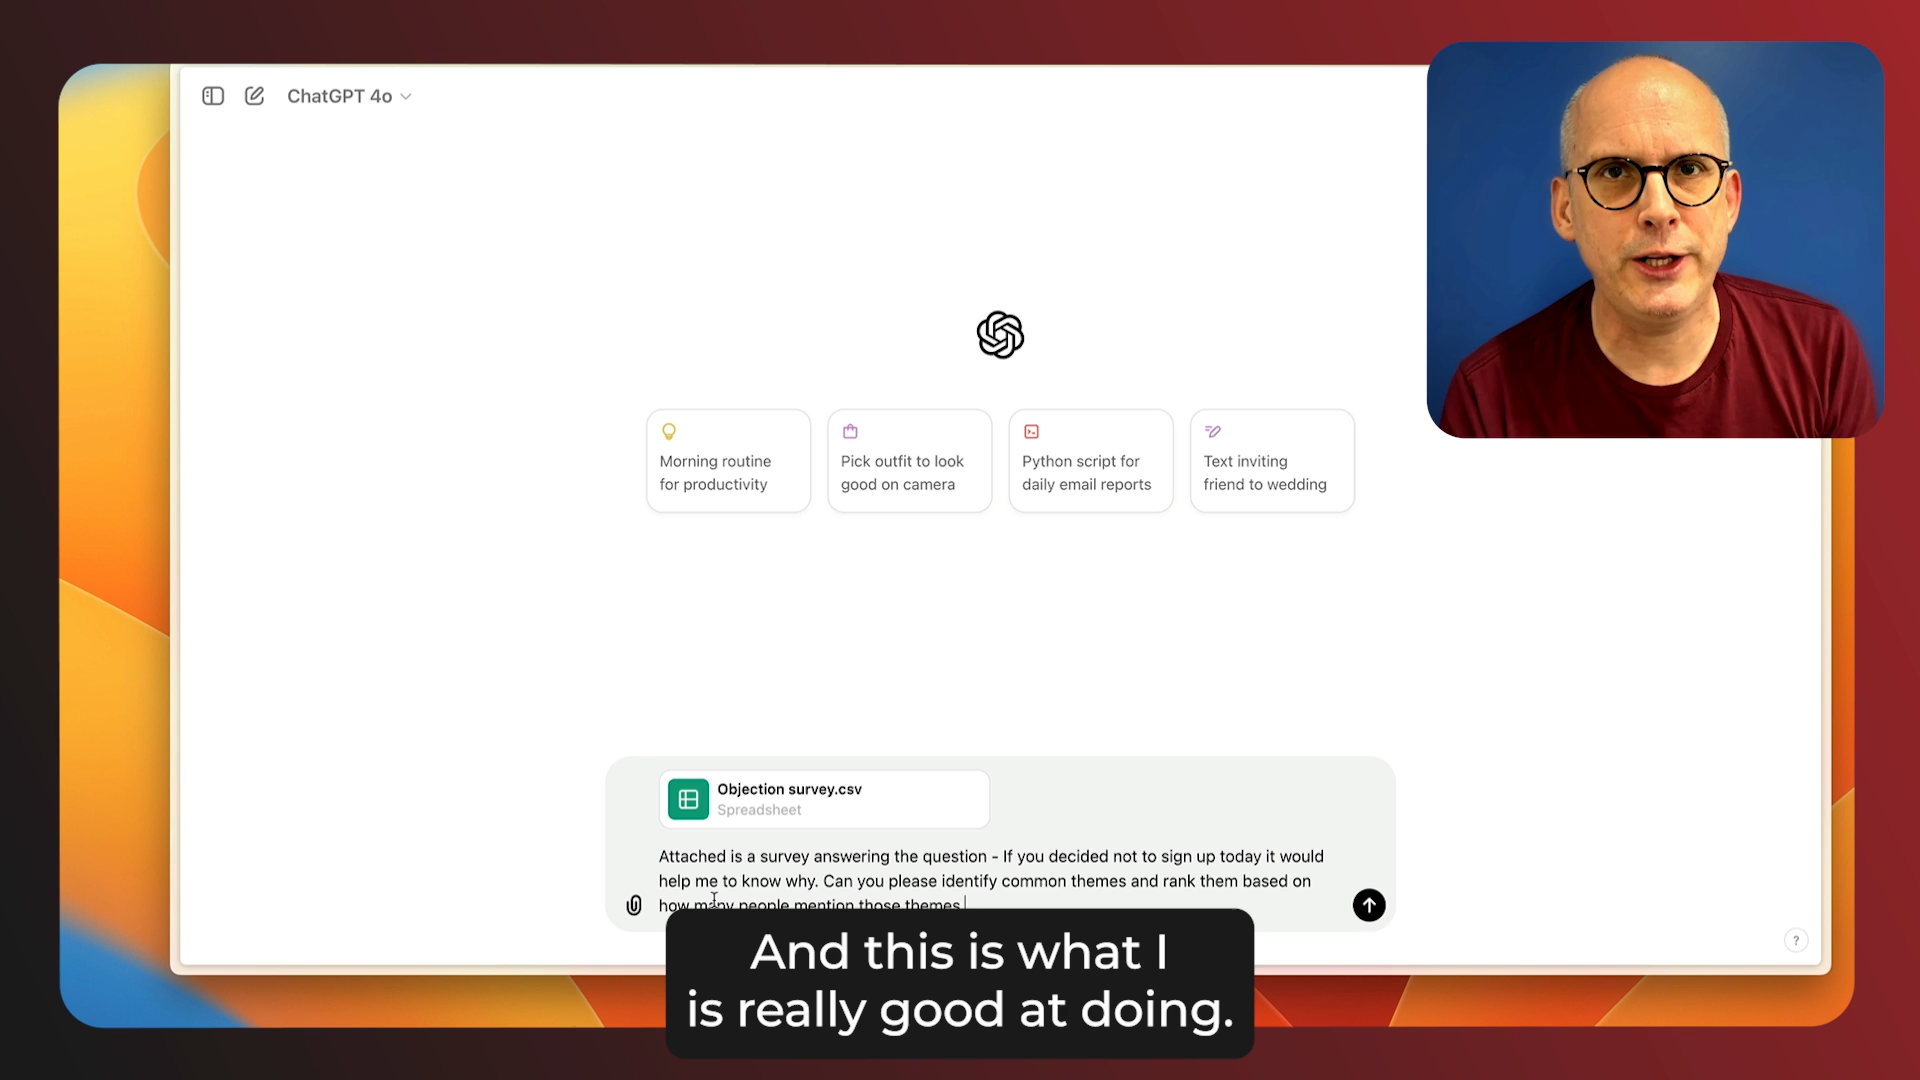 ChatGPT 4o
Morning routine
for productivity
Pick outfit to look
good on camera
Python script for
daily email reports
Text inviting
friend to wedding
Objection survey.csv
Spreadsheet
Attached is a survey answering the question - If you decided not to sign up today it would
help me to know why. Can you please identify common themes and rank them based on
how many people mention those themes
?
And this is what I
is really good at doing.